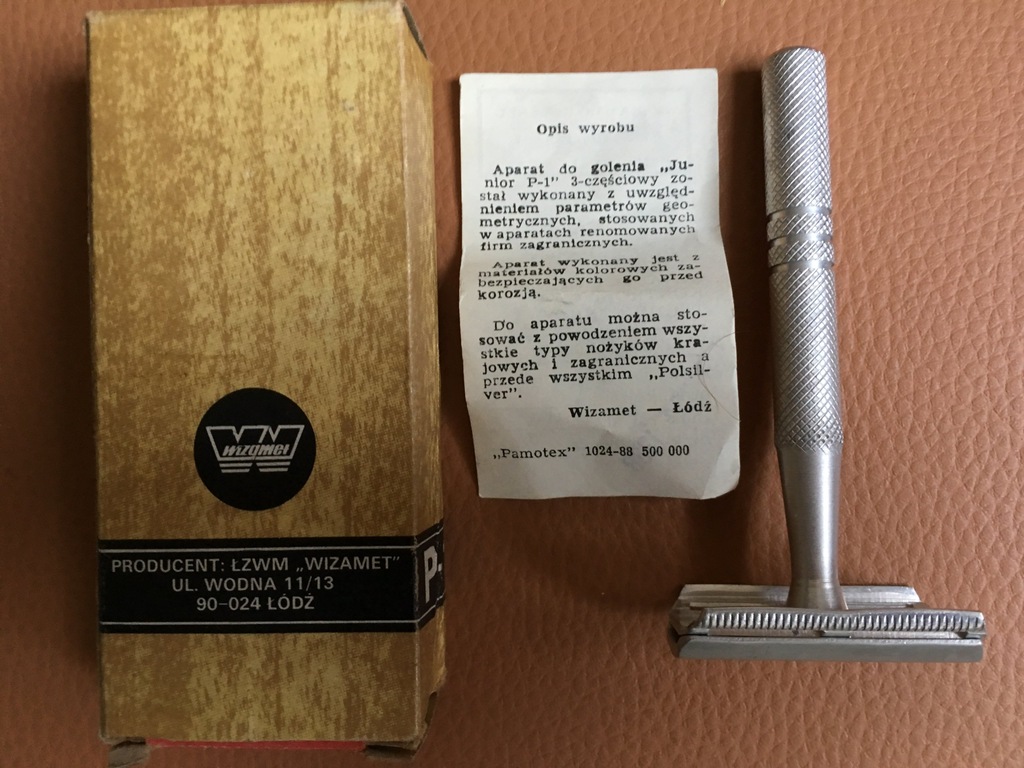 wizamet
PRODUCENT: ŁZWM „WIZAMET”
UL. WODNA 11/13
90-024 ŁÓDŹ
P-
Opis wyrobu
Aparat do golenia „Ju-
nior P-1” 3-częściowy zo-
stał wykonany z uwzględ-
nieniem parametrów geo-
metrycznych, stosowanych
w aparatach renomowanych
firm zagranicznych.
Aparat wykonany jest z
materiałów kolorowych za-
bezpieczających go przed
korozją.
Do aparatu można sto-
sować z powodzeniem wszy-
stkie typy nożyków kra-
jowych i zagranicznych a
przede wszystkim „Polsil-
ver”.
Wizamet — Łódź
„Pamotex” 1024-88 500 000